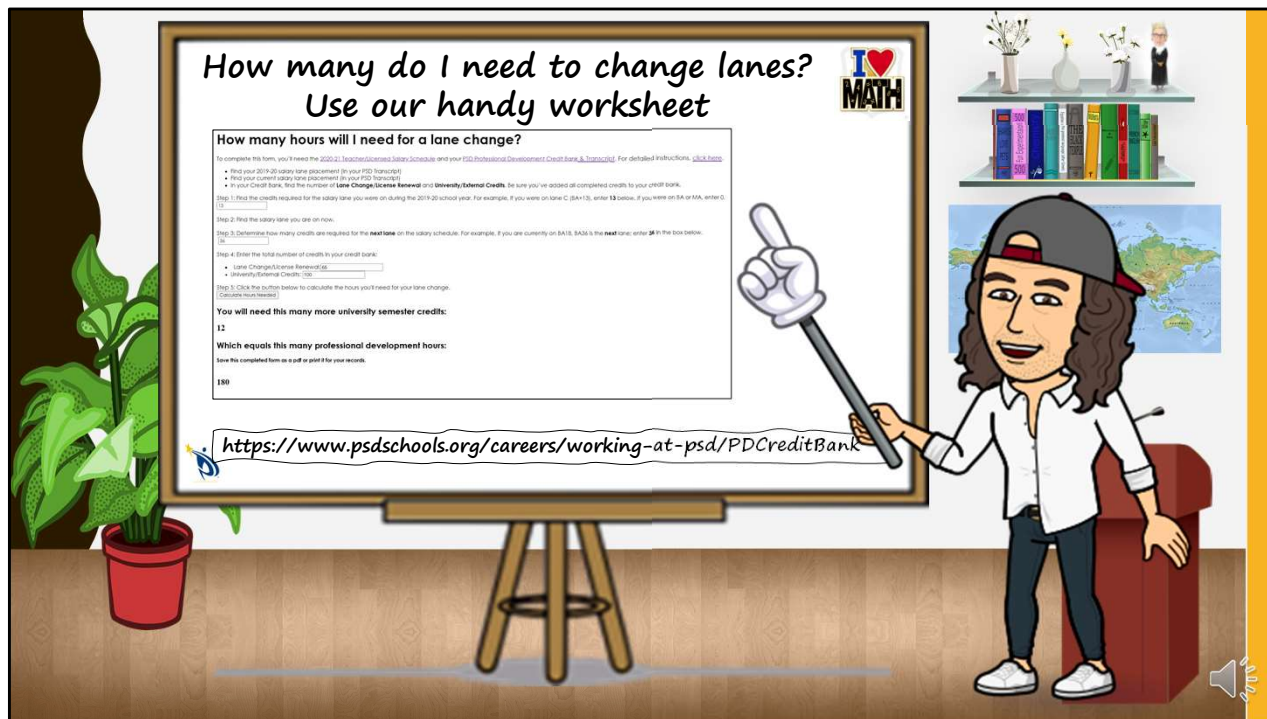 How many do I need to change lanes?
Use our handy worksheet
I
MATH
How many hours will I need for a lane change?
To complete this form, you'll need the 2020-21 Teacher/Licensed Salary Schedule and your PSD Professional Development Credit Bank & Transcript. For detailed instructions, click here.
Find your 2019-20 salary lane placement (in your PSD Transcript)
Find your current salary lane placement (in your PSD Transcript)
In your Credit Bank, find the number of Lane Change/License Renewal and University/External Credits. Be sure you've added all completed credits to your credit bank.
Step 1: Find the credits required for the salary lane you were on during the 2019-20 school year. For example, if you were on lane C (BA+13), enter 13 below. If you were on BA or MA, enter 0.
13
Step 2: Find the salary lane you are on now.
Step 3: Determine how many credits are required for the next lane on the salary schedule. For example, if you are currently on BA18, BA26 is the next lane; enter 26 in the box below.
26
Step 4: Enter the total number of credits in your credit bank:
Lane Change/License Renewal: 65
University/External Credits: 100
Step 5: Click the button below to calculate the hours you'll need for your lane change.
Calculate Hours Needed
You will need this many more university semester credits:
12
Which equals this many professional development hours:
Save this completed form as a pdf or print it for your records.
180
https://www.psdschools.org/careers/working-at-psd/PDCreditBank